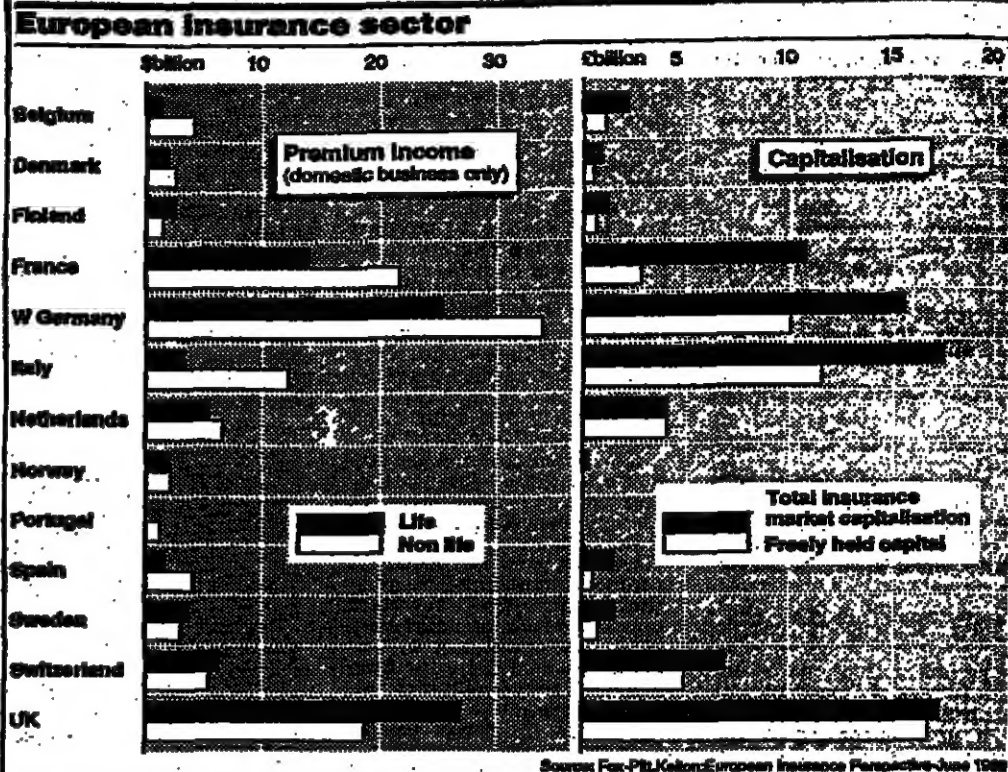 European insurance sector
$billion 10 20 30
£billion 5 10 15 20
Belgium
Denmark
Finland
France
W Germany
Italy
Netherlands
Norway
Portugal
Spain
Sweden
Switzerland
UK
Premium Income
(domestic business only)
Life
Non life
Capitalisation
Total insurance
market capitalisation
Freely held capital
Source: Fox-Pitt, Kelton: European Insurance Perspective-June